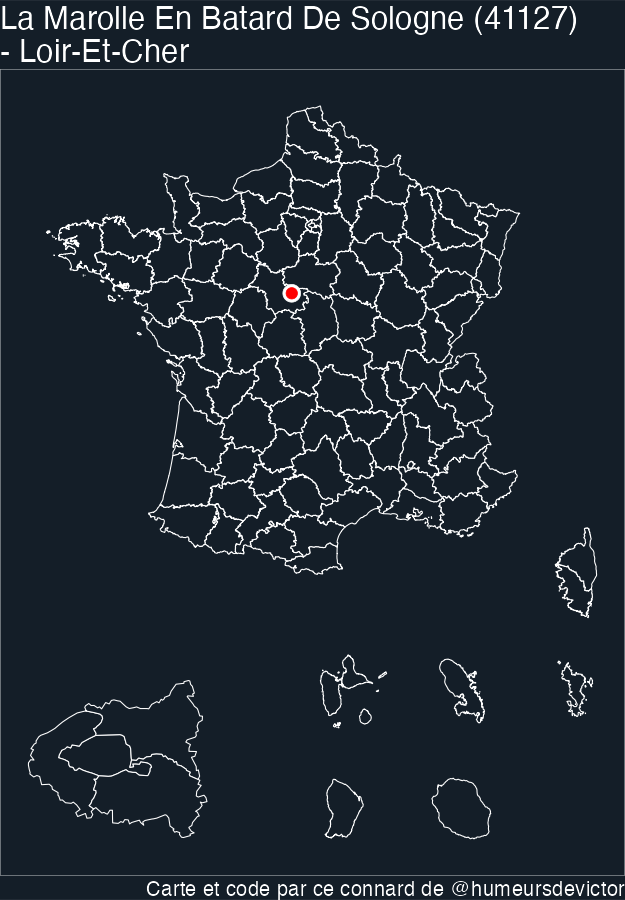 La Marolle En Batard De Sologne (41127)
- Loir-Et-Cher
Carte et code par ce connard de @humeursdevictor